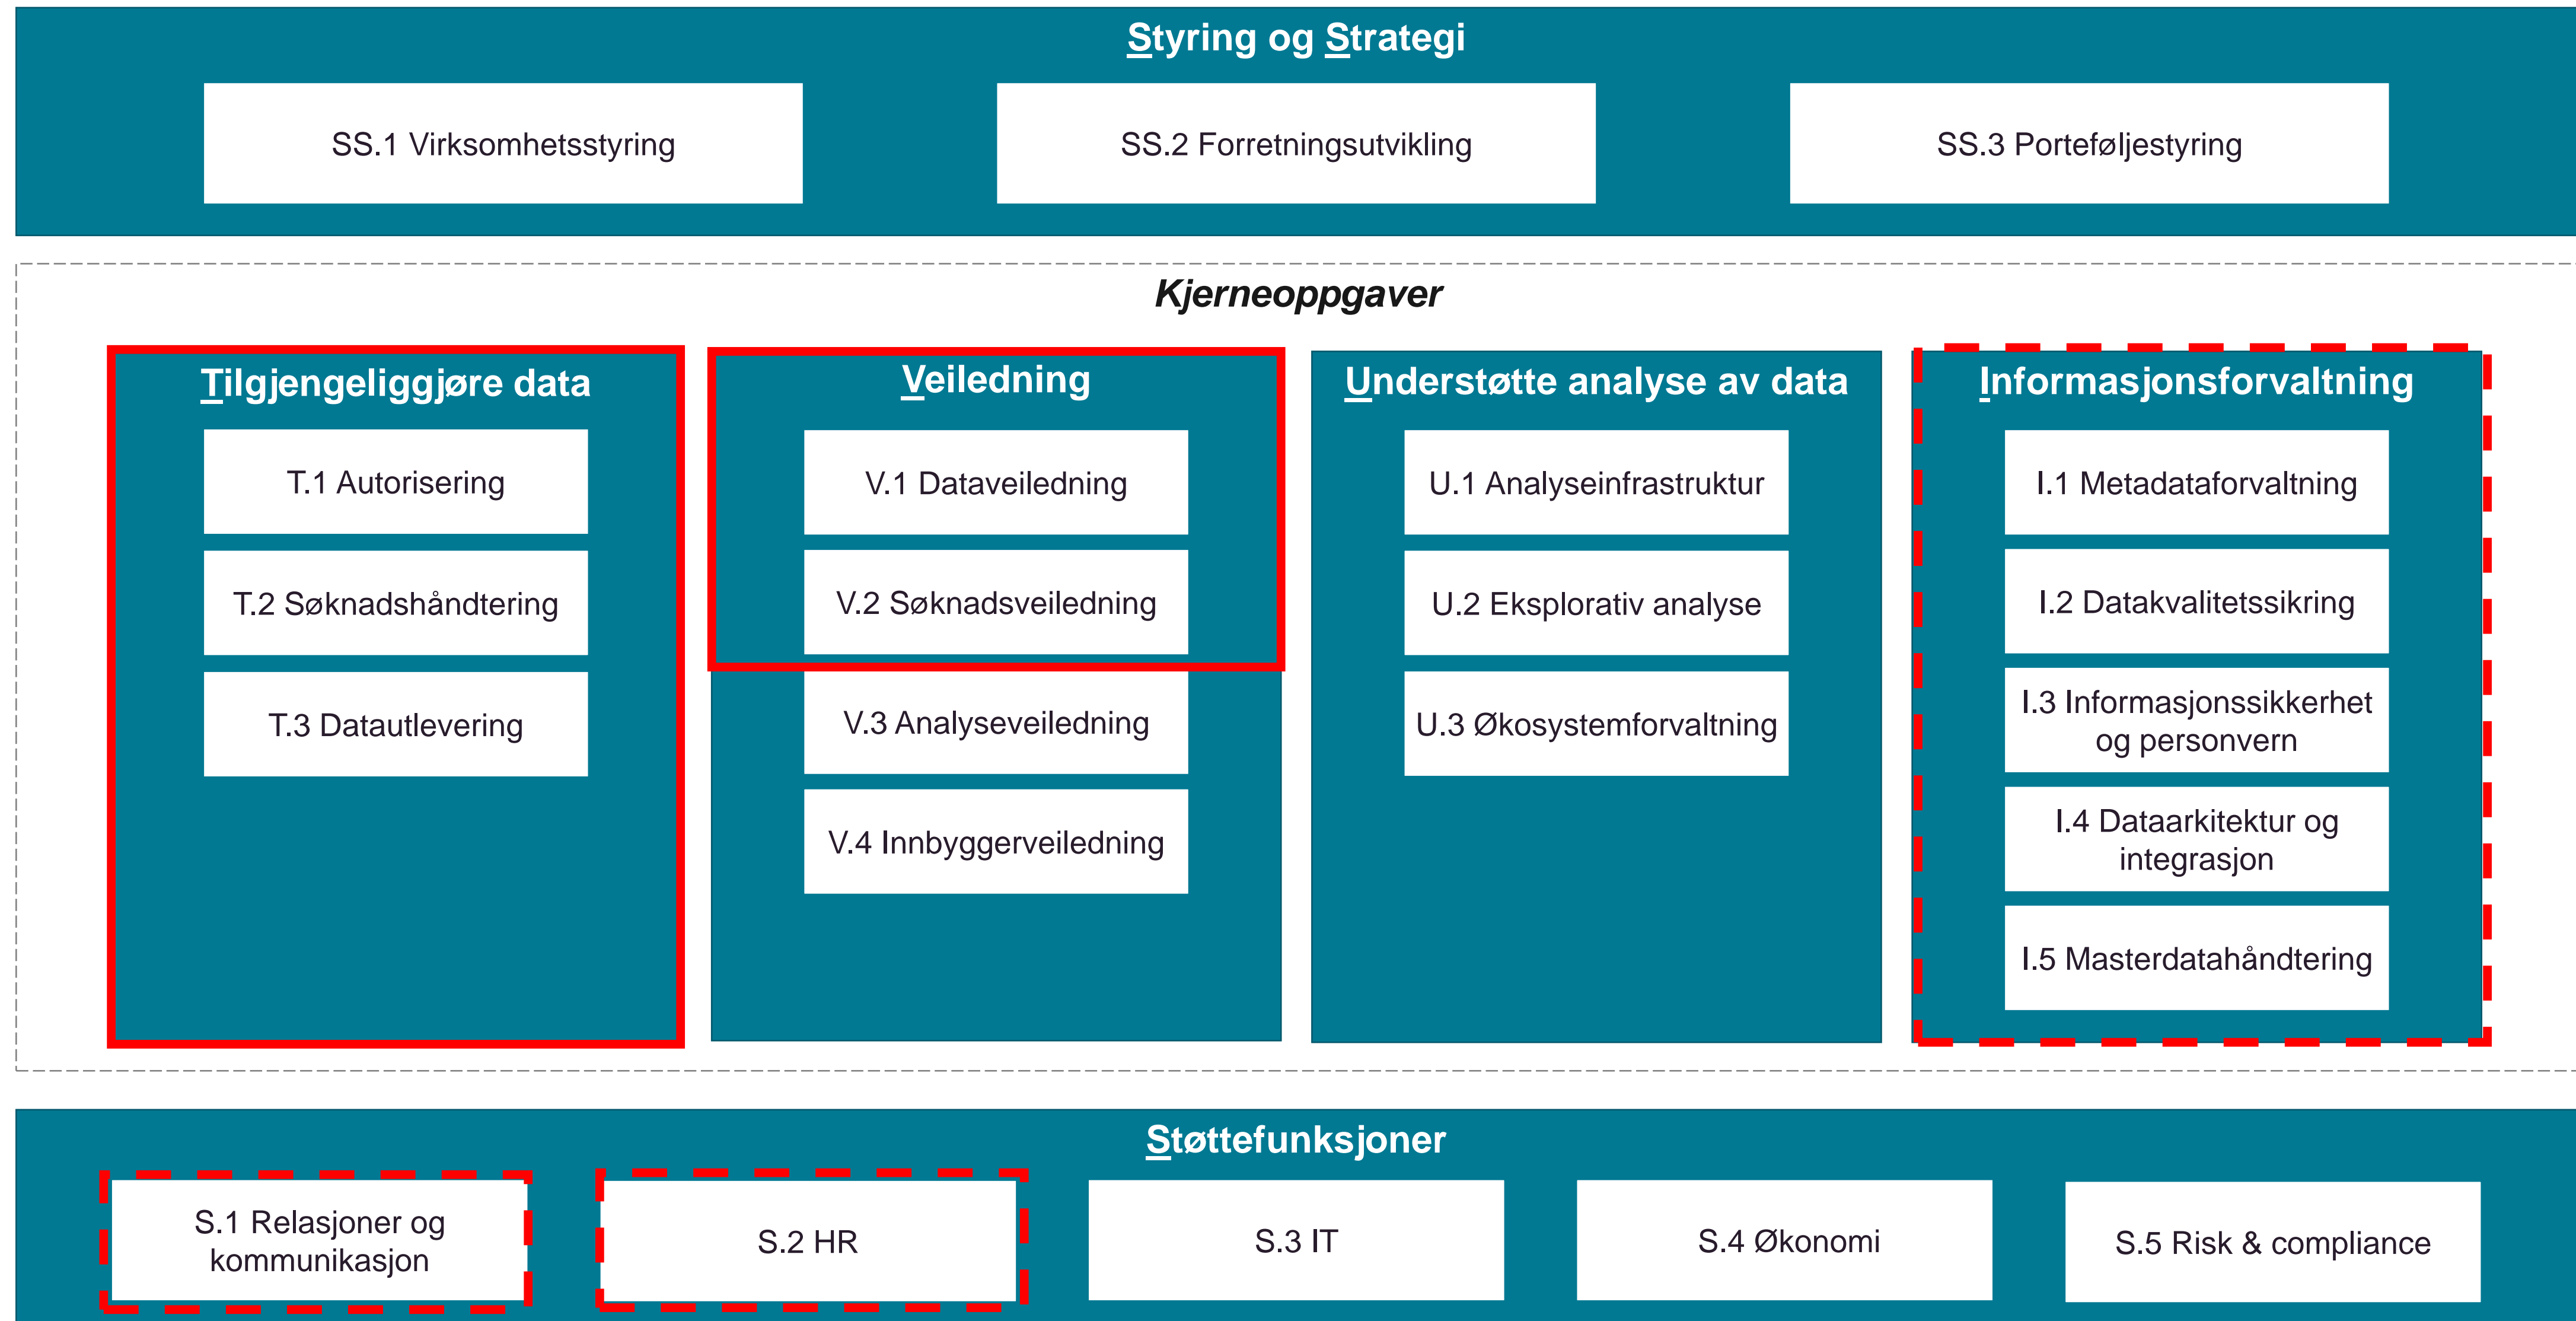 Styring og Strategi
SS.1 Virksomhetsstyring
SS.2 Forretningsutvikling
SS.3 Porteføljestyring
Kjerneoppgaver
Tilgjengeliggjøre data
T.1 Autorisering
T.2 Søknadshåndtering
T.3 Datautlevering
Veiledning
V.1 Dataveiledning
V.2 Søknadsveiledning
V.3 Analyseveiledning
V.4 Innbyggerveiledning
Understøtte analyse av data
U.1 Analyseinfrastruktur
U.2 Eksplorativ analyse
U.3 Økosystemforvaltning
Informasjonsforvaltning
I.1 Metadataforvaltning
I.2 Datakvalitetssikring
I.3 Informasjonssikkerhet
og personvern
I.4 Dataarkitektur og
integrasjon
I.5 Masterdatahåndtering
Støttefunksjoner
S.1 Relasjoner og
kommunikasjon
S.2 HR
S.3 IT
S.4 Økonomi
S.5 Risk & compliance